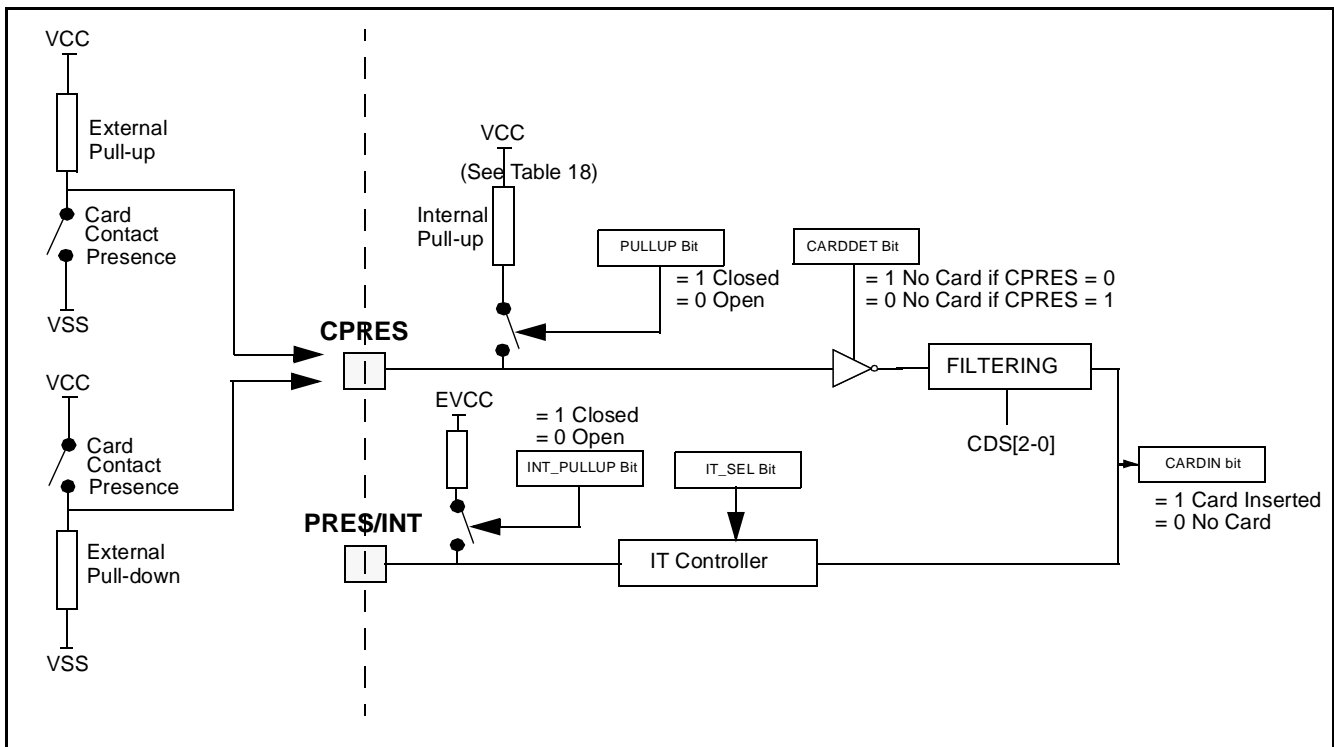 VCC
External
Pull-up
Card
Contact
Presence
VSS
VCC
Card
Contact
Presence
External
Pull-down
VSS
CPRES
VCC
(See Table 18)
Internal
Pull-up
PULLUP Bit
= 1 Closed
= 0 Open
CARDDET Bit
= 1 No Card if CPRES = 0
= 0 No Card if CPRES = 1
FILTERING
CDS[2-0]
EVCC
= 1 Closed
= 0 Open
INT_PULLUP Bit
IT_SEL Bit
PRES/INT
IT Controller
CARDIN bit
= 1 Card Inserted
= 0 No Card